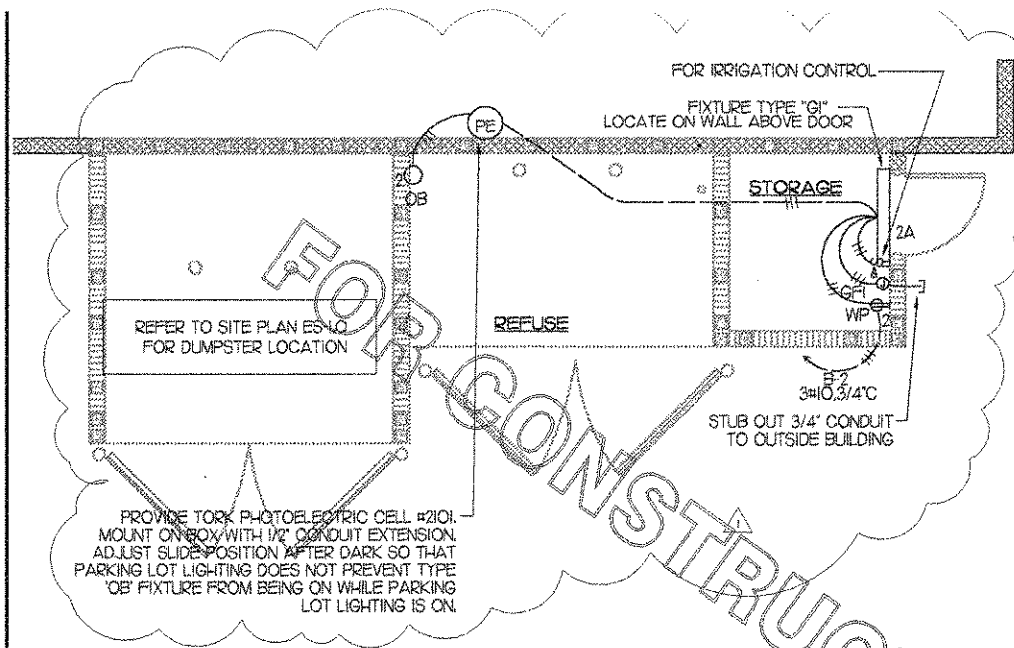 FOR IRRIGATION CONTROL
FIXTURE TYPE "G1"
LOCATE ON WALL ABOVE DOOR
PE
OB
STORAGE
2A
GFI
WP
2
REFER TO SITE PLAN ES1.0
FOR DUMPSTER LOCATION
REFUSE
3#10,3/4"C
STUB OUT 3/4" CONDUIT
TO OUTSIDE BUILDING
PROVIDE TORK PHOTOELECTRIC CELL #2101.
MOUNT ON BOX WITH 1/2" CONDUIT EXTENSION.
ADJUST SLIDE POSITION AFTER DARK SO THAT
PARKING LOT LIGHTING DOES NOT PREVENT TYPE
'OB' FIXTURE FROM BEING ON WHILE PARKING
LOT LIGHTING IS ON.
1
FOR CONSTRUC